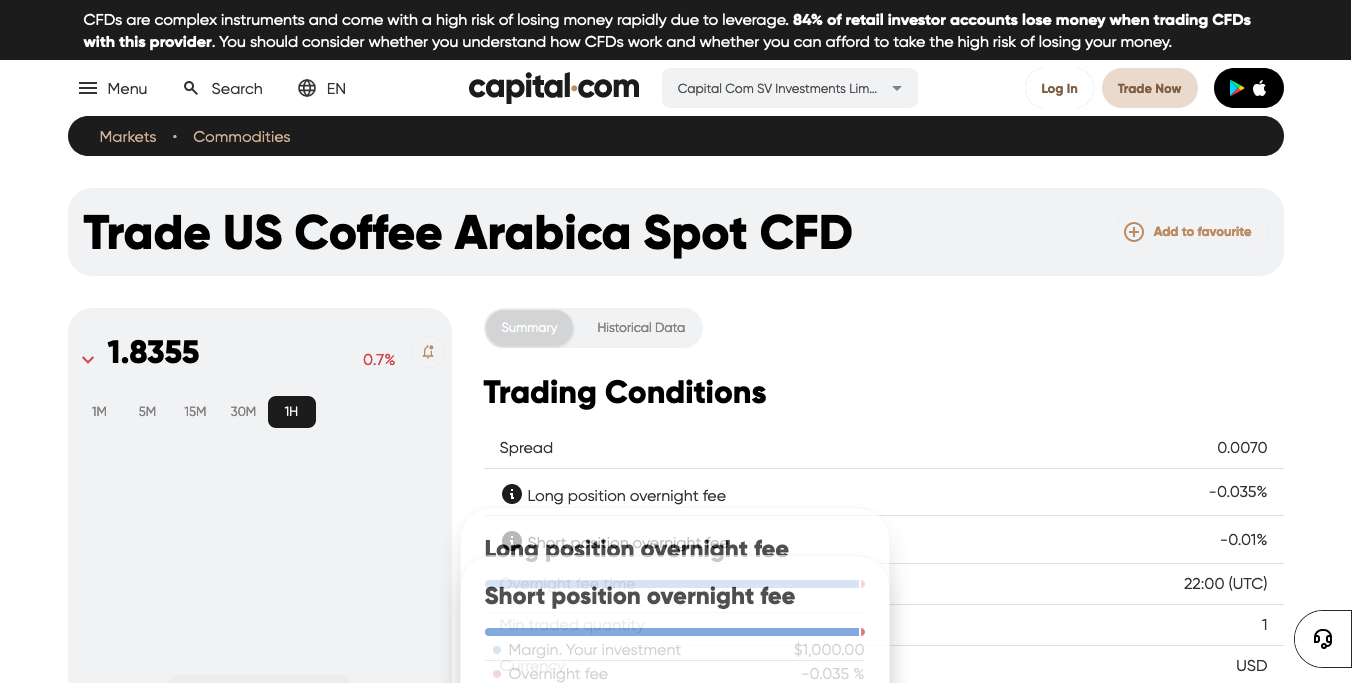 CFDs are complex instruments and come with a high risk of losing money rapidly due to leverage. 84% of retail investor accounts lose money when trading CFDs
with this provider. You should consider whether you understand how CFDs work and whether you can afford to take the high risk of losing your money.
Menu Search EN capital.com Capital Com SV Investments Lim... Log In Trade Now
Markets • Commodities
Trade US Coffee Arabica Spot CFD
Add to favourite
1.8355 0.7%
1M 5M 15M 30M 1H
Summary Historical Data
Trading Conditions
Spread 0.0070
Long position overnight fee -0.035%
Short position overnight fee -0.01%
Long position overnight fee
Overnight fee time 22:00 (UTC)
Short position overnight fee
Min traded quantity 1
Margin. Your investment $1,000.00
Currency USD
Overnight fee -0.035 %